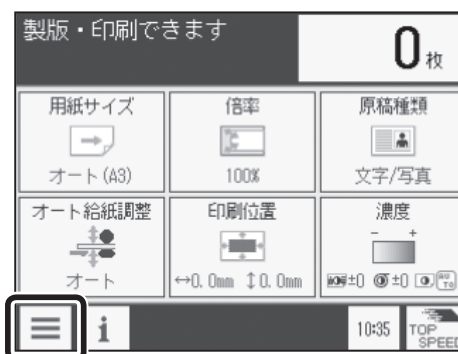 製版・印刷できます
0枚
用紙サイズ
オート(A3)
倍率
100%
原稿種類
文字/写真
オート給紙調整
オート
印刷位置
↔0.0mm ↕0.0mm
濃度
- +
±0 ±0 AUTO
i
10:35
TOP
SPEED